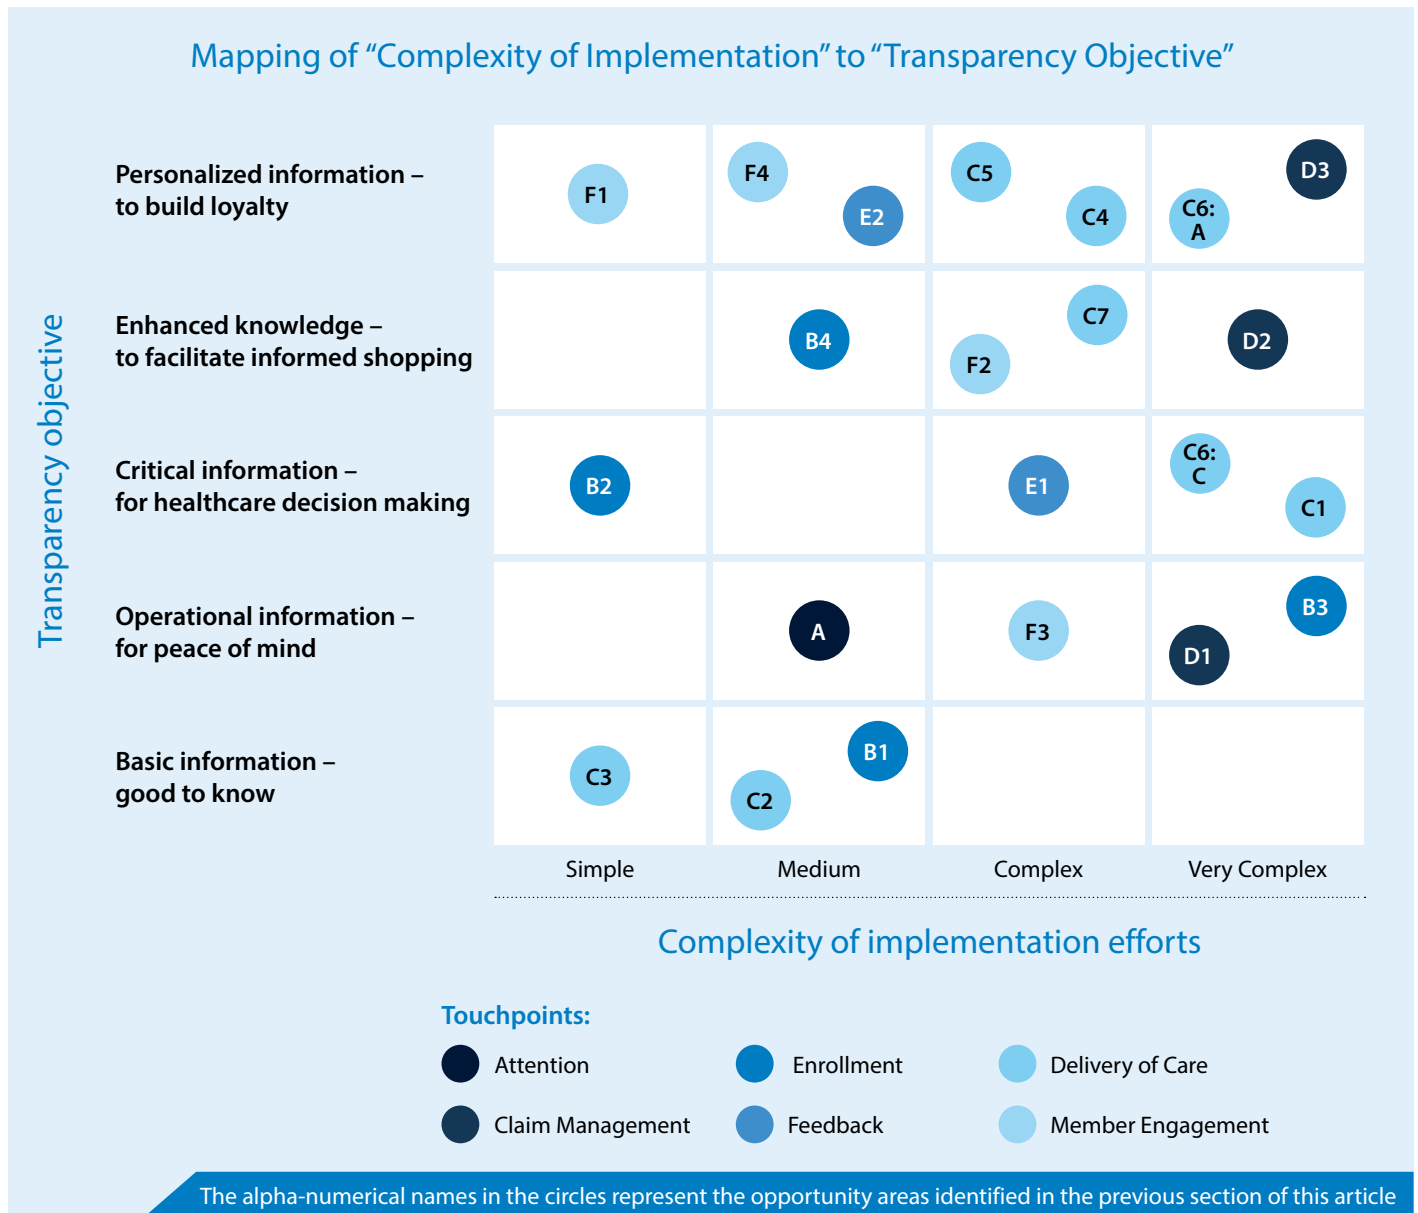 Mapping of “Complexity of Implementation” to “Transparency Objective”
Transparency objective
Personalized information –
to build loyalty
F1
F4
E2
C5
C4
C6:
A
D3
Enhanced knowledge –
to facilitate informed shopping
B4
F2
C7
D2
Critical information –
for healthcare decision making
B2
E1
C6:
C
C1
Operational information –
for peace of mind
A
F3
D1
B3
Basic information –
good to know
C3
C2
B1
Simple
Medium
Complex
Very Complex
Complexity of implementation efforts
Touchpoints:
Attention
Enrollment
Delivery of Care
Claim Management
Feedback
Member Engagement
The alpha-numerical names in the circles represent the opportunity areas identified in the previous section of this article